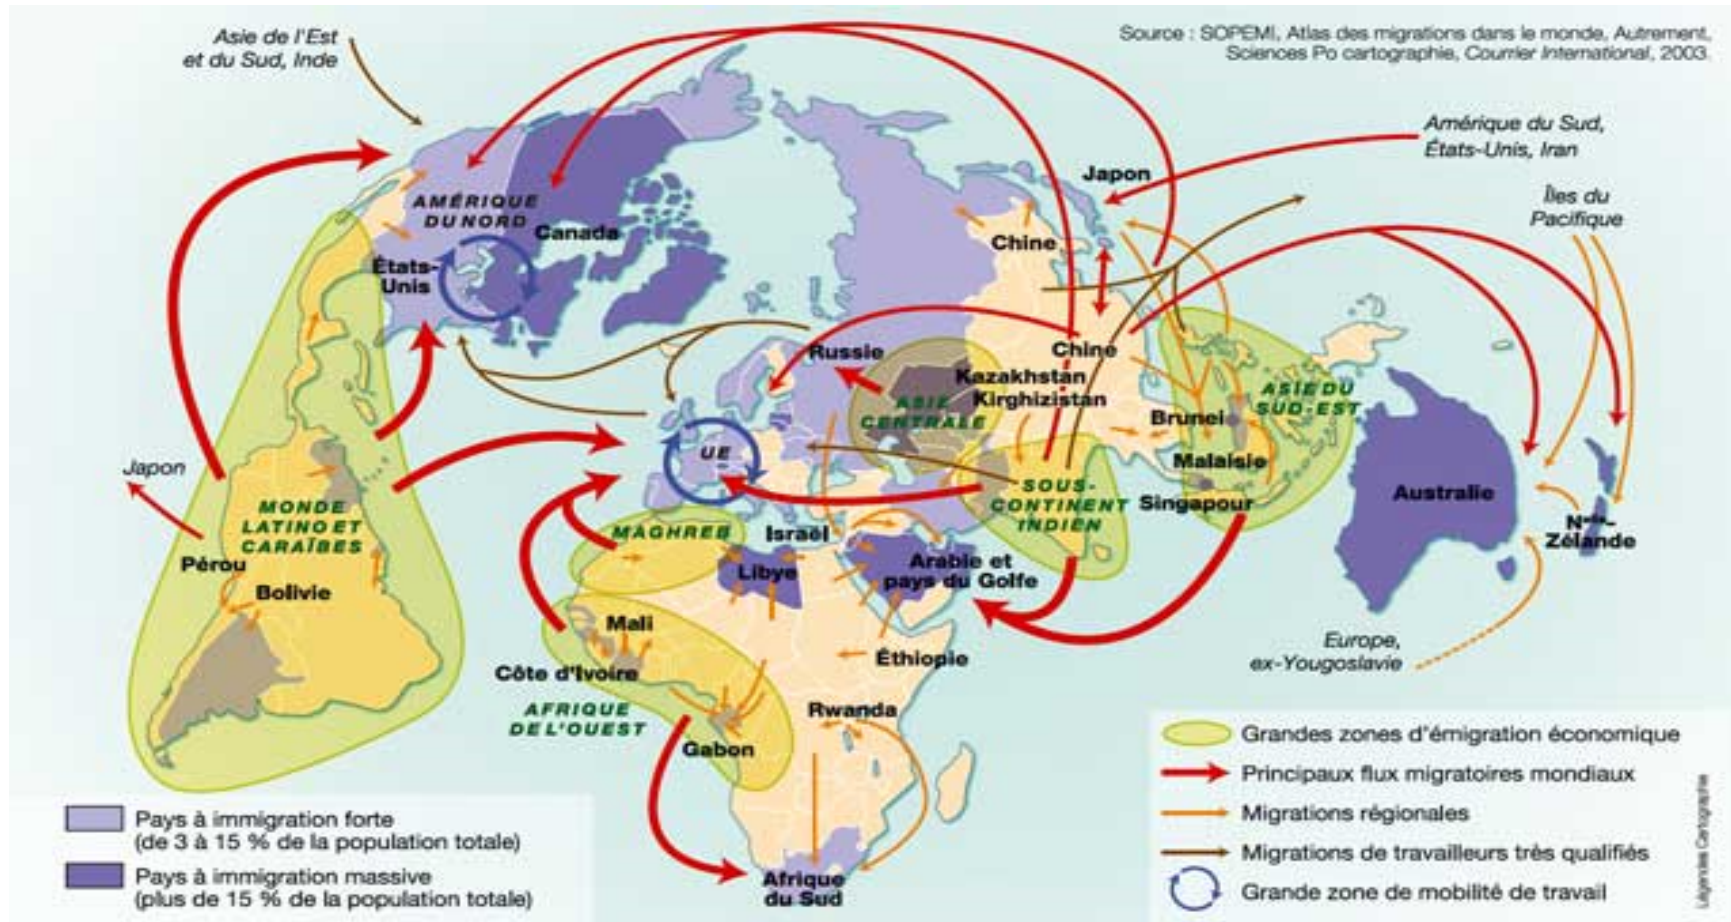 Asie de l'Est
et du Sud, Inde
Source : SOPEMI, Atlas des migrations dans le monde, Autrement,
Sciences Po cartographie, Courrier International, 2003.
Amérique du Sud,
États-Unis, Iran
Îles du
Pacifique
Japon
AMÉRIQUE
DU NORD
Canada
Chine
États-
Unis
Russie
Chine
Kazakhstan
Kirghizistan
ASIE
CENTRALE
Brunei
ASIE DU
SUD-EST
UE
Malaisie
Japon
MONDE
LATINO ET
CARAÏBES
SOUS-
CONTINENT
INDIEN
Singapour
Australie
MAGHREB
Israël
Nelle-
Zélande
Pérou
Bolivie
Libye
Arabie et
pays du Golfe
Mali
Europe,
ex-Yougoslavie
Éthiopie
Côte d'Ivoire
AFRIQUE
DE L'OUEST
Rwanda
Gabon
Afrique
du Sud
Pays à immigration forte
(de 3 à 15 % de la population totale)
Pays à immigration massive
(plus de 15 % de la population totale)
Grandes zones d'émigration économique
Principaux flux migratoires mondiaux
Migrations régionales
Migrations de travailleurs très qualifiés
Grande zone de mobilité de travail
Légendes Cartographie